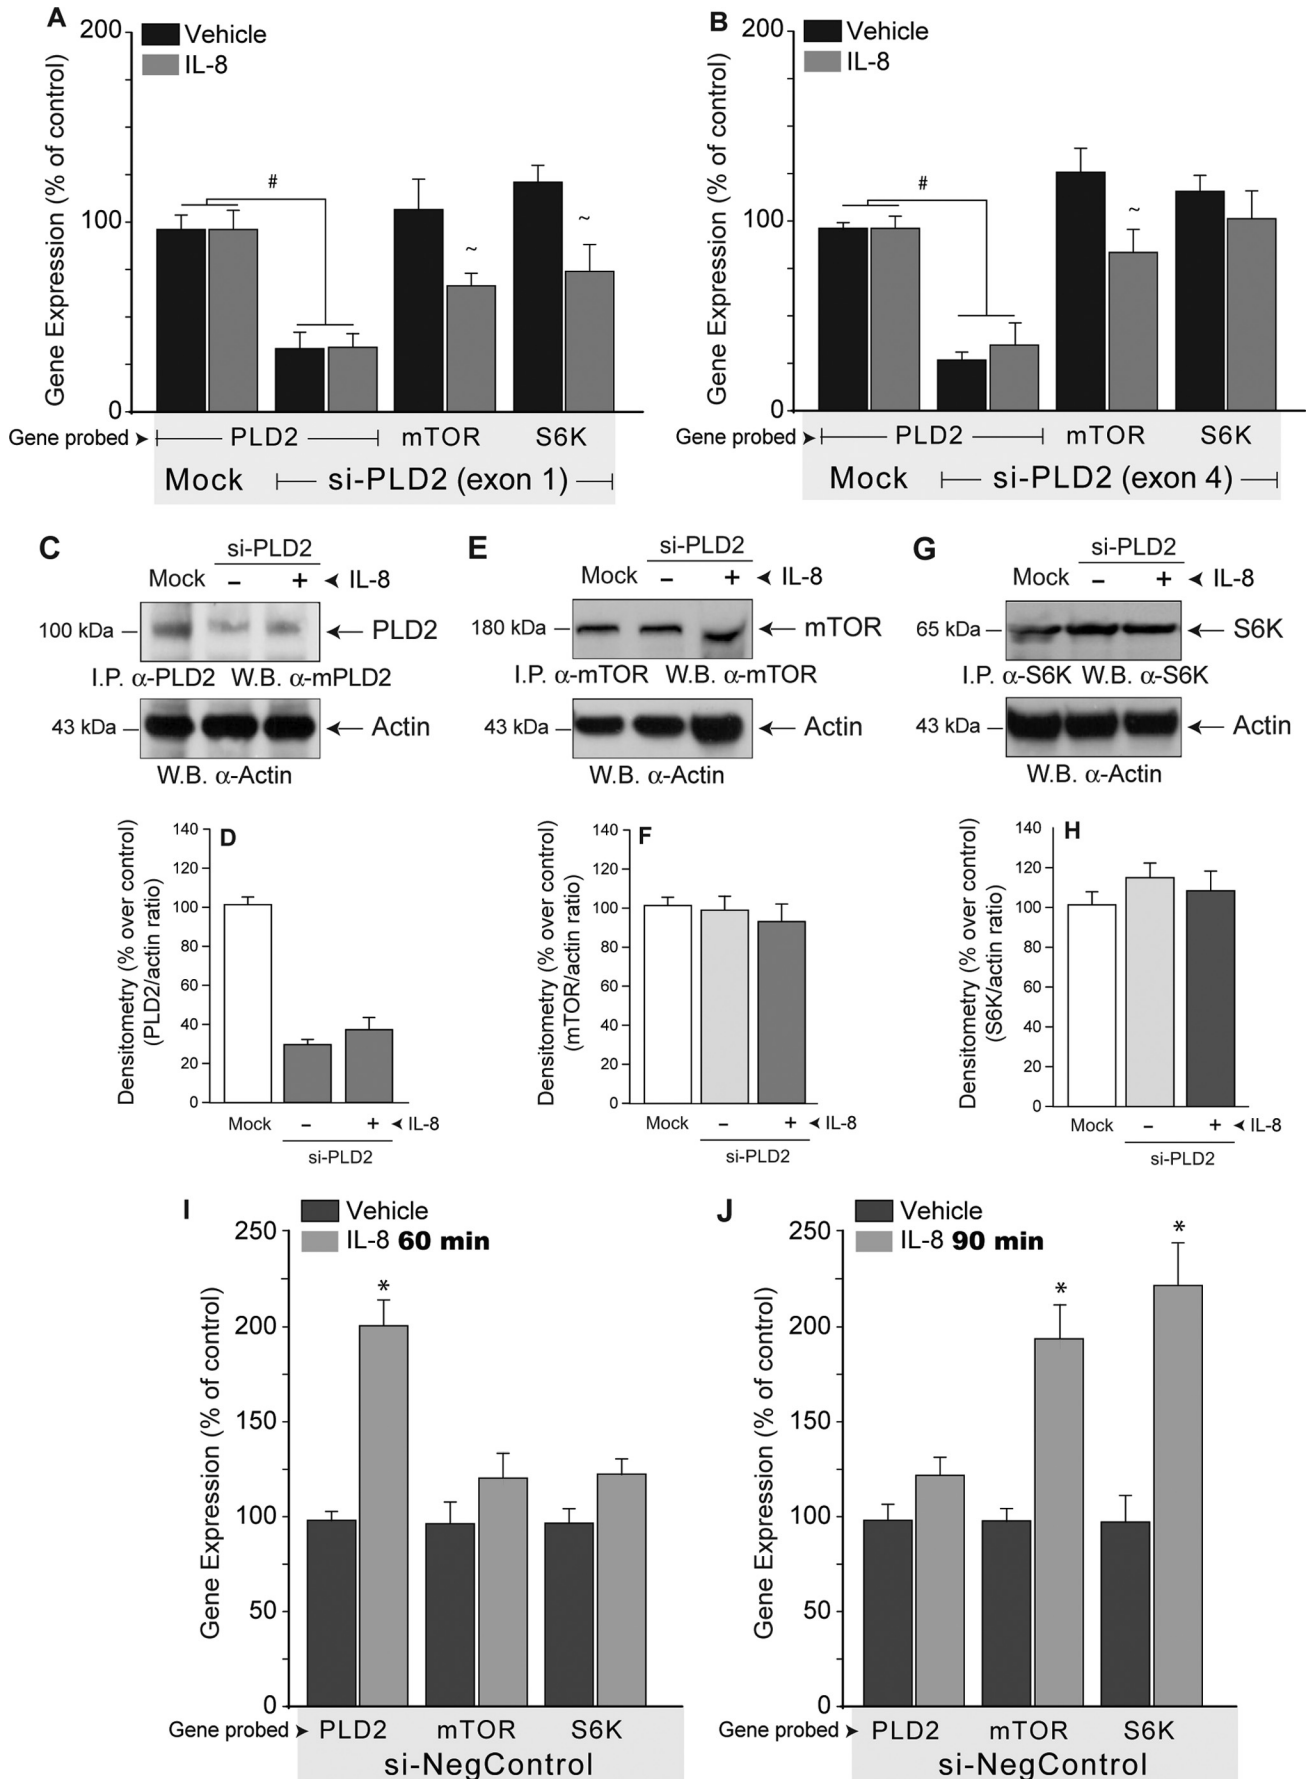 A
Vehicle
IL-8
Gene Expression (% of control)
200
100
0
#
~
~
Gene probed ➤ PLD2 mTOR S6K
Mock si-PLD2 (exon 1)
B
Vehicle
IL-8
Gene Expression (% of control)
200
100
0
#
~
Gene probed ➤ PLD2 mTOR S6K
Mock si-PLD2 (exon 4)
C
si-PLD2
Mock – + IL-8
100 kDa PLD2
I.P. α-PLD2 W.B. α-mPLD2
43 kDa Actin
W.B. α-Actin
E
si-PLD2
Mock – + IL-8
180 kDa mTOR
I.P. α-mTOR W.B. α-mTOR
43 kDa Actin
W.B. α-Actin
G
si-PLD2
Mock – + IL-8
65 kDa S6K
I.P. α-S6K W.B. α-S6K
43 kDa Actin
W.B. α-Actin
D
Densitometry (% over control)
(PLD2/actin ratio)
140
120
100
80
60
40
20
0
Mock – + IL-8
si-PLD2
F
Densitometry (% over control)
(mTOR/actin ratio)
140
120
100
80
60
40
20
0
Mock – + IL-8
si-PLD2
H
Densitometry (% over control)
(S6K/actin ratio)
140
120
100
80
60
40
20
0
Mock – + IL-8
si-PLD2
I
Vehicle
IL-8 60 min
Gene Expression (% of control)
250
200
150
100
50
0
*
Gene probed ➤ PLD2 mTOR S6K
si-NegControl
J
Vehicle
IL-8 90 min
Gene Expression (% of control)
250
200
150
100
50
0
*
*
Gene probed ➤ PLD2 mTOR S6K
si-NegControl